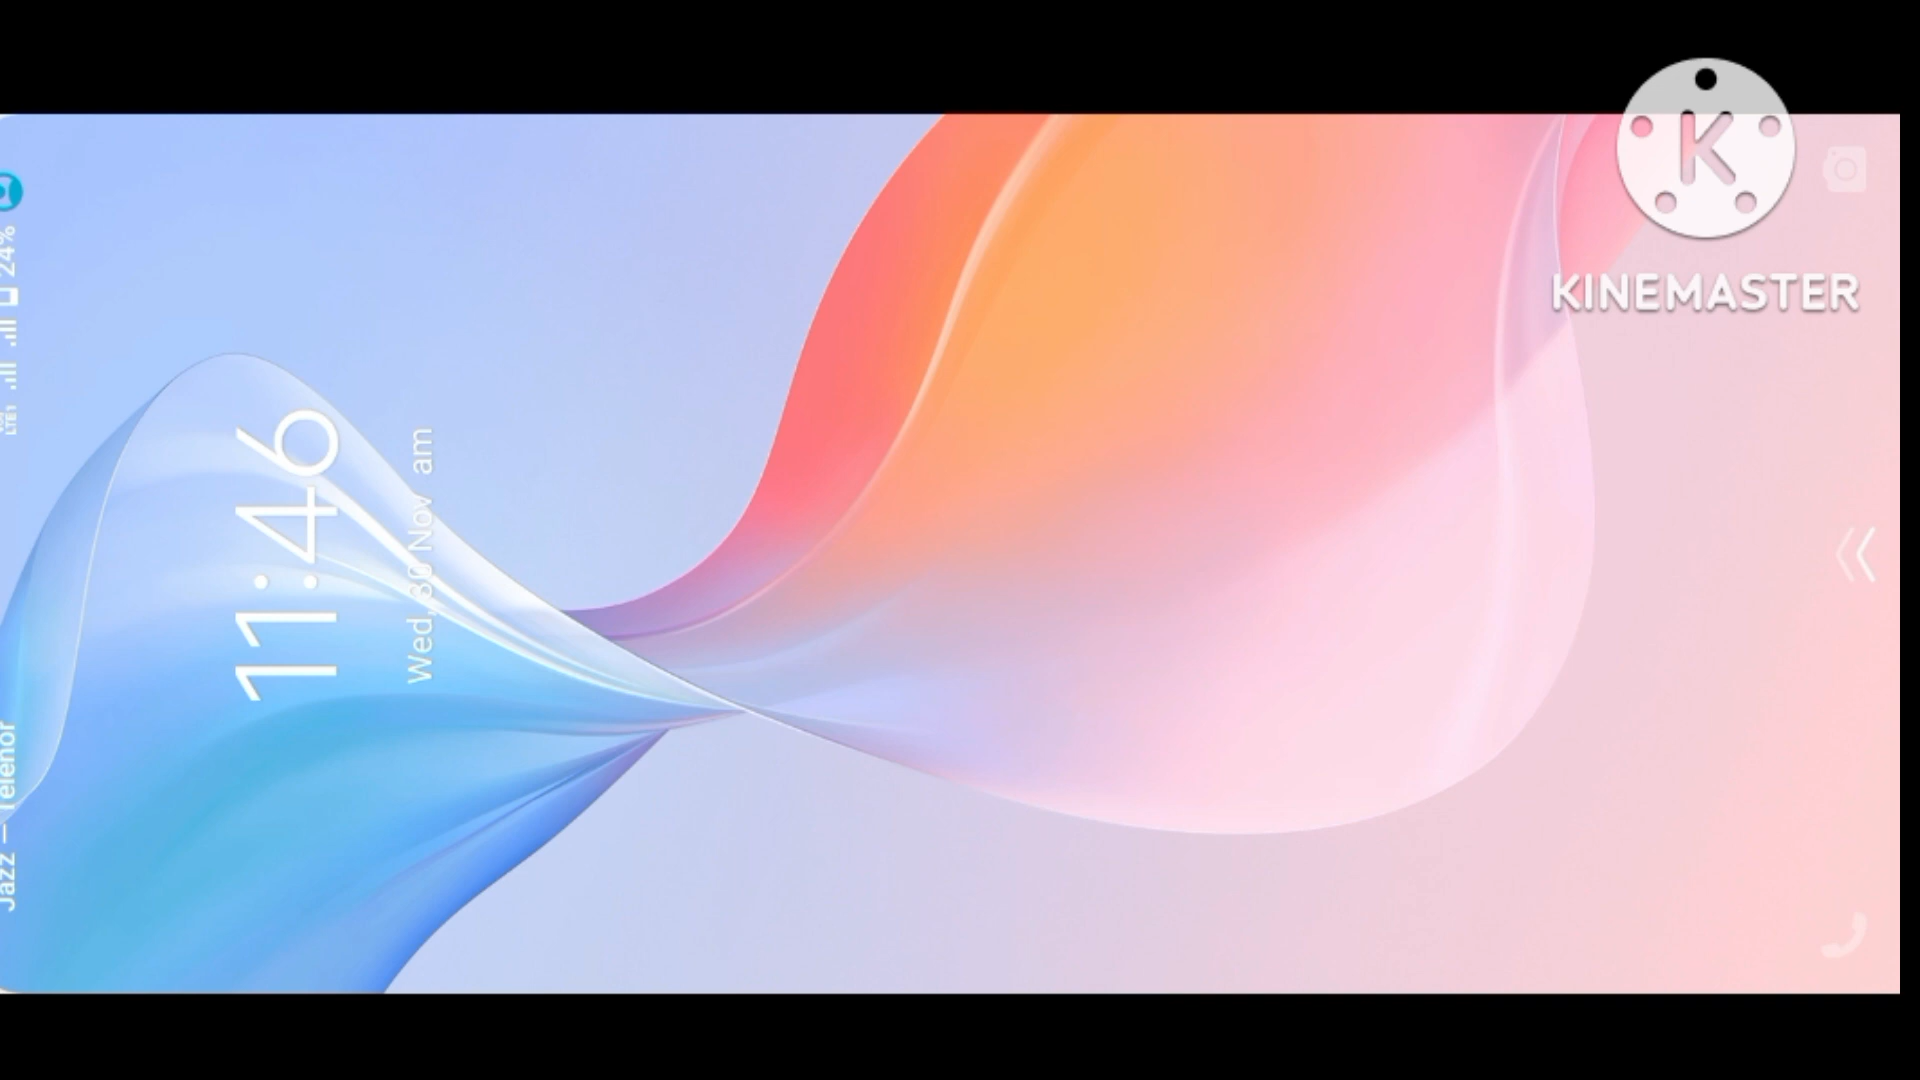 Jazz – Telenor
24%
11:46
Wed, 30 Nov am
K
KINEMASTER